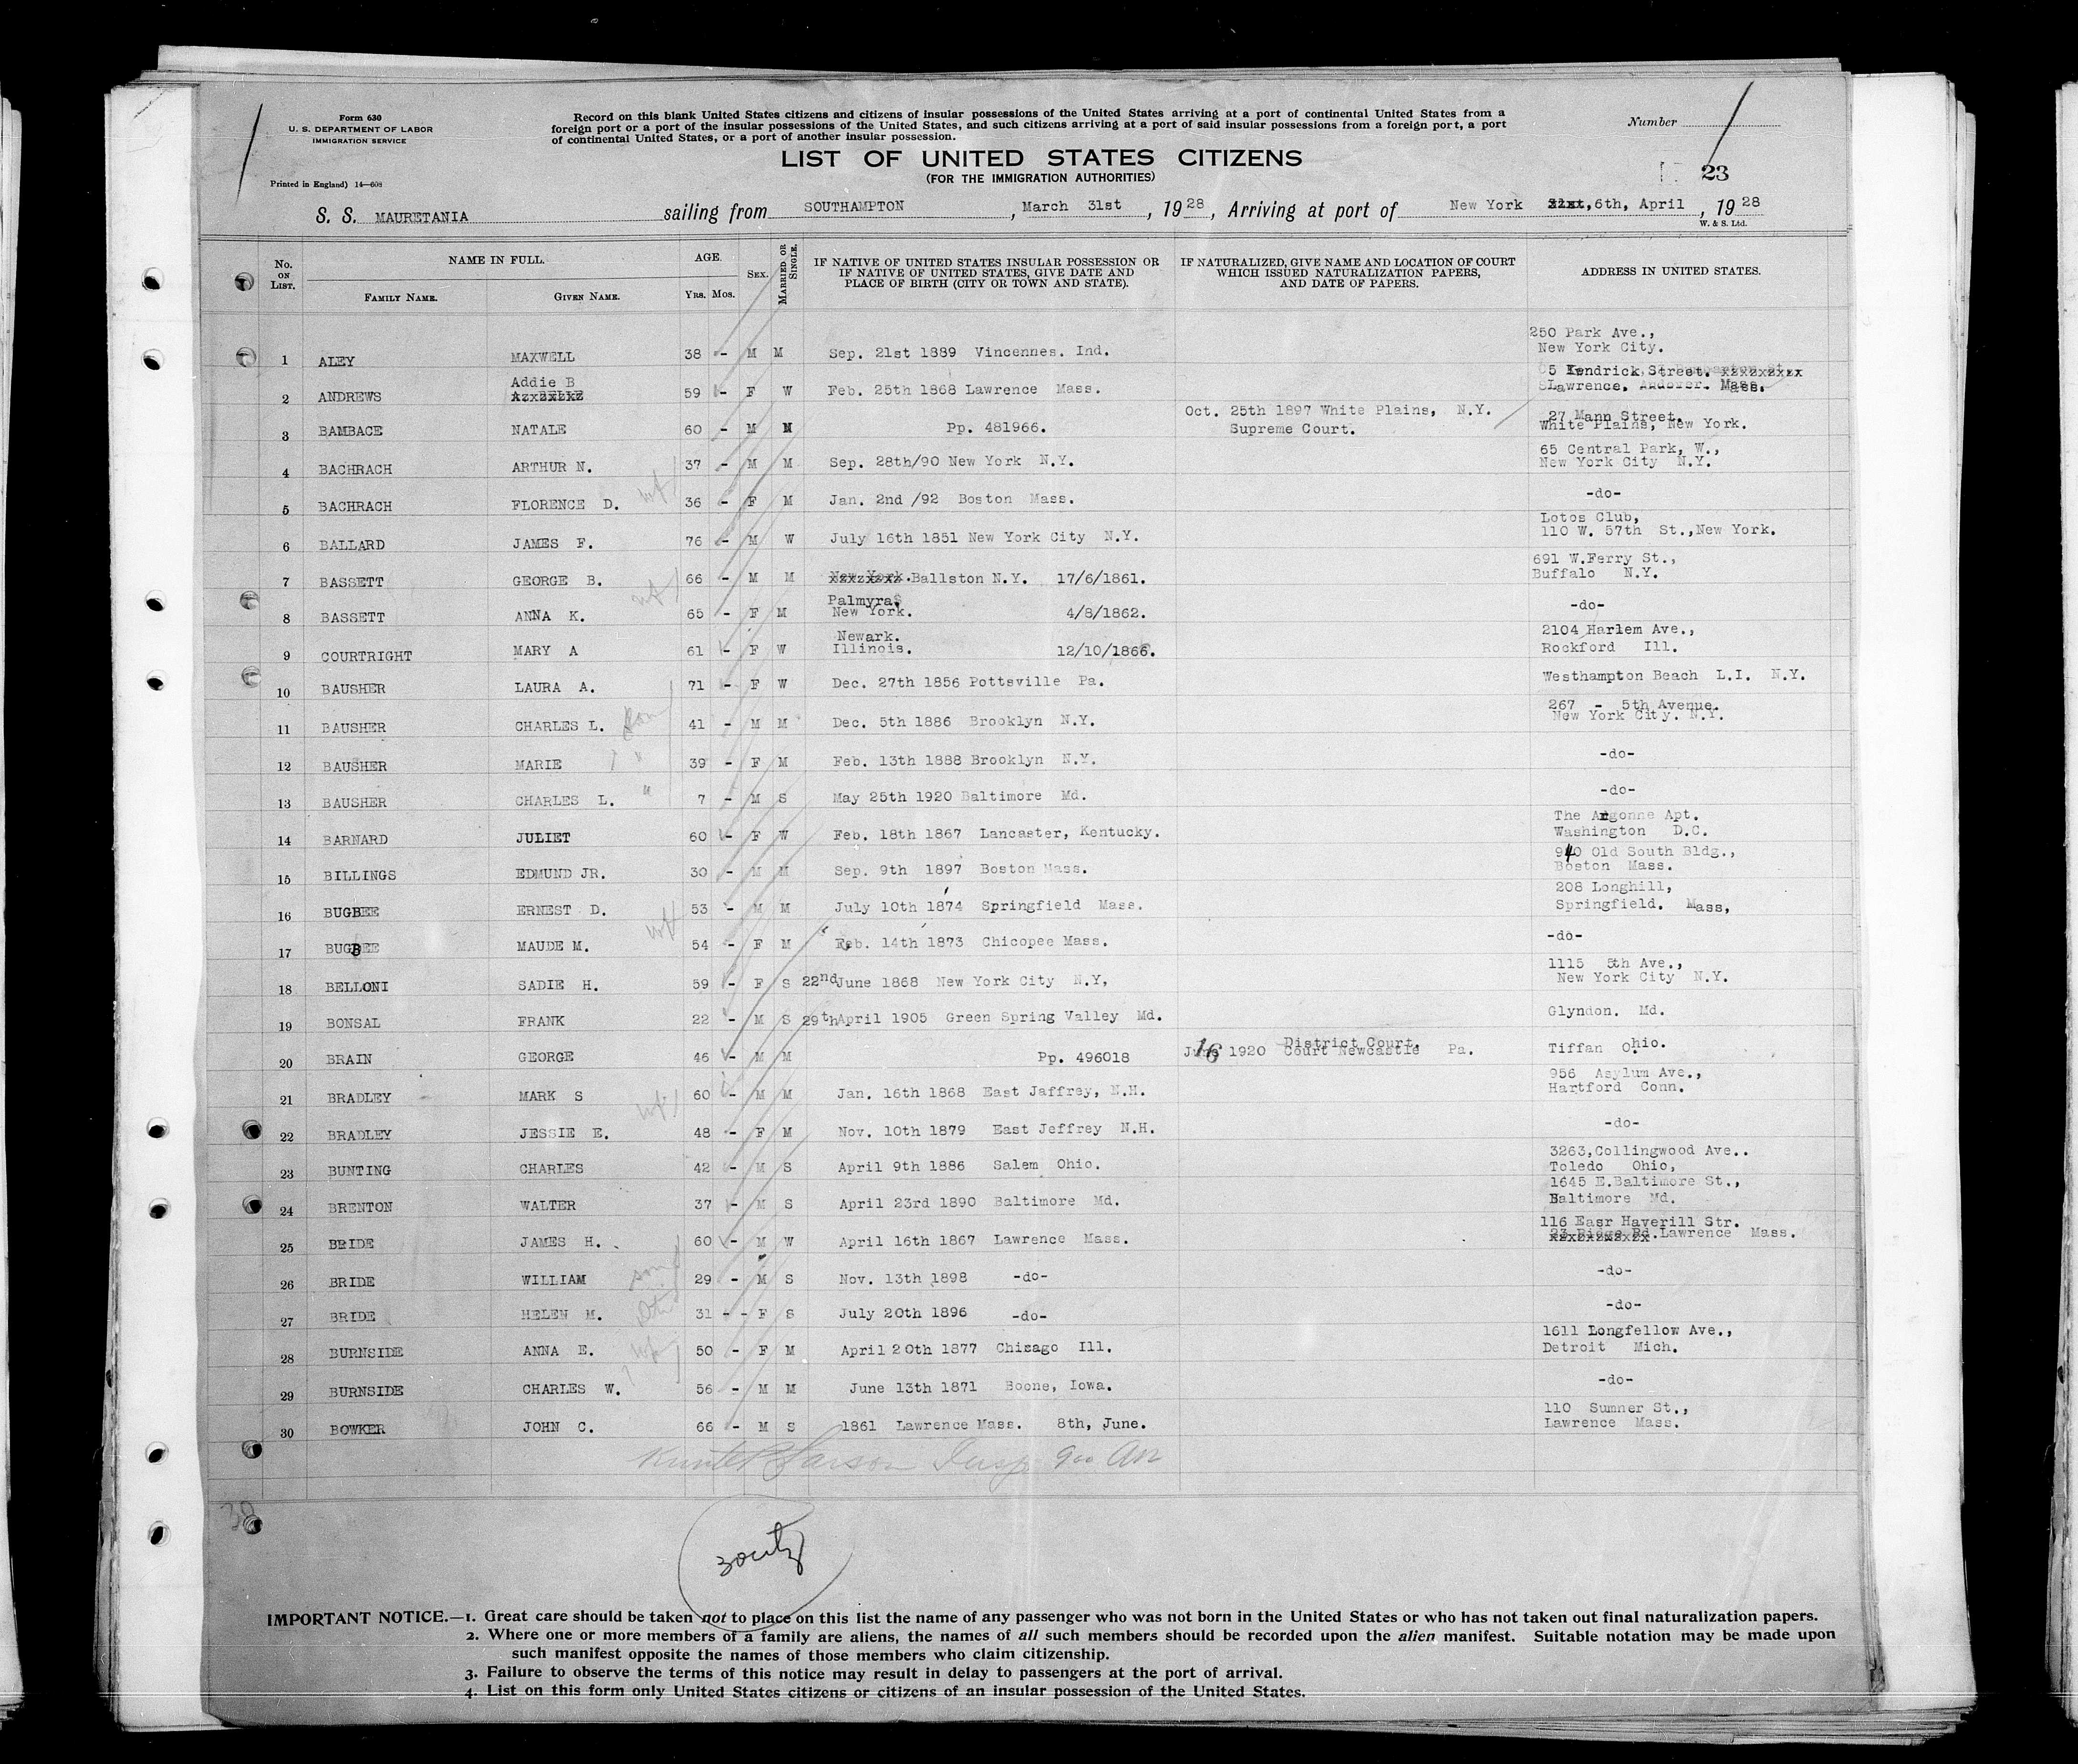 Form 630
U. S. DEPARTMENT OF LABOR
IMMIGRATION SERVICE
Printed in England) 14—608
Record on this blank United States citizens and citizens of insular possessions of the United States arriving at a port of continental United States from a
foreign port or a port of the insular possessions of the United States, and such citizens arriving at a port of said insular possessions from a foreign port, a port
of continental United States, or a port of another insular possession.
LIST OF UNITED STATES CITIZENS
(FOR THE IMMIGRATION AUTHORITIES)
Number
23
S. S. MAURETANIA sailing from SOUTHAMPTON, March 31st, 1928, Arriving at port of New York 6th, April, 1928
W. & S. Ltd.
No. ON LIST. NAME IN FULL. FAMILY NAME. GIVEN NAME. AGE. Yrs. Mos. SEX. MARRIED OR SINGLE. IF NATIVE OF UNITED STATES INSULAR POSSESSION OR IF NATIVE OF UNITED STATES, GIVE DATE AND PLACE OF BIRTH (CITY OR TOWN AND STATE). IF NATURALIZED, GIVE NAME AND LOCATION OF COURT WHICH ISSUED NATURALIZATION PAPERS, AND DATE OF PAPERS. ADDRESS IN UNITED STATES.
1 ALEY MAXWELL 38 - M M Sep. 21st 1889 Vincennes. Ind. 250 Park Ave., New York City.
2 ANDREWS Addie B 59 - F W Feb. 25th 1868 Lawrence Mass. 5 Kendrick Street. Lawrence. Mass.
3 BAMBACE NATALE 60 - M M Pp. 481966. Oct. 25th 1897 White Plains, N.Y. Supreme Court. 27 Mann Street, White Plains, New York.
4 BACHRACH ARTHUR N. 37 - M M Sep. 28th/90 New York N.Y. 65 Central Park, W., New York City N.Y.
5 BACHRACH FLORENCE D. wf 36 - F M Jan. 2nd /92 Boston Mass. -do-
6 BALLARD JAMES F. 76 - M W July 16th 1851 New York City N.Y. Lotos Club, 110 W. 57th St.,New York.
7 BASSETT GEORGE B. 66 - M M Ballston N.Y. 17/6/1861. 691 W.Ferry St., Buffalo N.Y.
8 BASSETT ANNA K. wf 65 - F M Palmyra, New York. 4/8/1862. -do-
9 COURTRIGHT MARY A 61 - F W Newark. Illinois. 12/10/1866. 2104 Harlem Ave., Rockford Ill.
10 BAUSHER LAURA A. 71 - F W Dec. 27th 1856 Pottsville Pa. Westhampton Beach L.I. N.Y.
11 BAUSHER CHARLES L. son 41 - M M Dec. 5th 1886 Brooklyn N.Y. 267 - 5th Avenue. New York City. N.Y.
12 BAUSHER MARIE " 39 - F M Feb. 13th 1888 Brooklyn N.Y. -do-
13 BAUSHER CHARLES L. " 7 - M S May 25th 1920 Baltimore Md. -do-
14 BARNARD JULIET 60 - F W Feb. 18th 1867 Lancaster, Kentucky. The Argonne Apt. Washington D.C.
15 BILLINGS EDMUND JR. 30 - M M Sep. 9th 1897 Boston Mass. 940 Old South Bldg., Boston Mass.
16 BUGBEE ERNEST D. 53 - M M July 10th 1874 Springfield Mass. 208 Longhill, Springfield. Mass,
17 BUGBEE MAUDE M. wf 54 - F M Feb. 14th 1873 Chicopee Mass. -do-
18 BELLONI SADIE H. 59 - F S 22nd June 1868 New York City N.Y, 1115 5th Ave., New York City N.Y.
19 BONSAL FRANK 22 - M S 29th April 1905 Green Spring Valley Md. Glyndon. Md.
20 BRAIN GEORGE 46 - M M Pp. 496018 16 1920 District Court. Court Newcastle Pa. Tiffan Ohio.
21 BRADLEY MARK S 60 - M M Jan. 16th 1868 East Jaffrey, N.H. 956 Asylum Ave., Hartford Conn.
22 BRADLEY JESSIE E. wf 48 - F M Nov. 10th 1879 East Jeffrey N.H. -do-
23 BUNTING CHARLES 42 - M S April 9th 1886 Salem Ohio. 3263,Collingwood Ave.. Toledo Ohio,
24 BRENTON WALTER 37 - M S April 23rd 1890 Baltimore Md. 1645 E.Baltimore St., Baltimore Md.
25 BRIDE JAMES H. 60 - M W April 16th 1867 Lawrence Mass. 116 Easr Haverill Str. Lawrence Mass.
26 BRIDE WILLIAM son 29 - M S Nov. 13th 1898 -do- -do-
27 BRIDE HELEN M. 31 - - F S July 20th 1896 -do- -do-
28 BURNSIDE ANNA E. wf 50 - F M April 20th 1877 Chizago Ill. 1611 Longfellow Ave., Detroit Mich.
29 BURNSIDE CHARLES W. 56 - M M June 13th 1871 Boone, Iowa. -do-
30 BOWKER JOHN C. 66 - M S 1861 Lawrence Mass. 8th, June. 110 Sumner St., Lawrence Mass.
Larson Insp
30
IMPORTANT NOTICE.—1. Great care should be taken not to place on this list the name of any passenger who was not born in the United States or who has not taken out final naturalization papers.
2. Where one or more members of a family are aliens, the names of all such members should be recorded upon the alien manifest. Suitable notation may be made upon
such manifest opposite the names of those members who claim citizenship.
3. Failure to observe the terms of this notice may result in delay to passengers at the port of arrival.
4. List on this form only United States citizens or citizens of an insular possession of the United States.